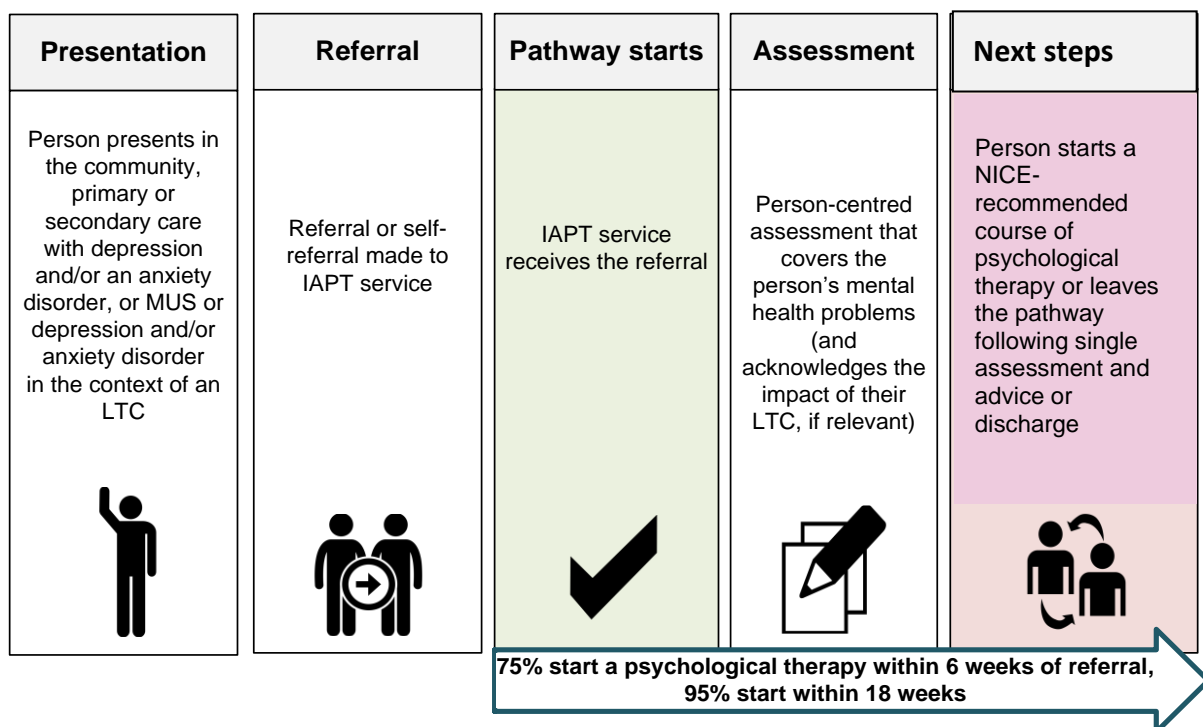 Presentation
Person presents in
the community,
primary or
secondary care
with depression
and/or an anxiety
disorder, or MUS or
depression and/or
anxiety disorder
in the context of an
LTC
Referral
Referral or self-
referral made to
IAPT service
Pathway starts
IAPT service
receives the referral
Assessment
Person-centred
assessment that
covers the
person’s mental
health problems
(and
acknowledges the
impact of their
LTC, if relevant)
Next steps
Person starts a
NICE-
recommended
course of
psychological
therapy or leaves
the pathway
following single
assessment and
advice or
discharge
75% start a psychological therapy within 6 weeks of referral,
95% start within 18 weeks